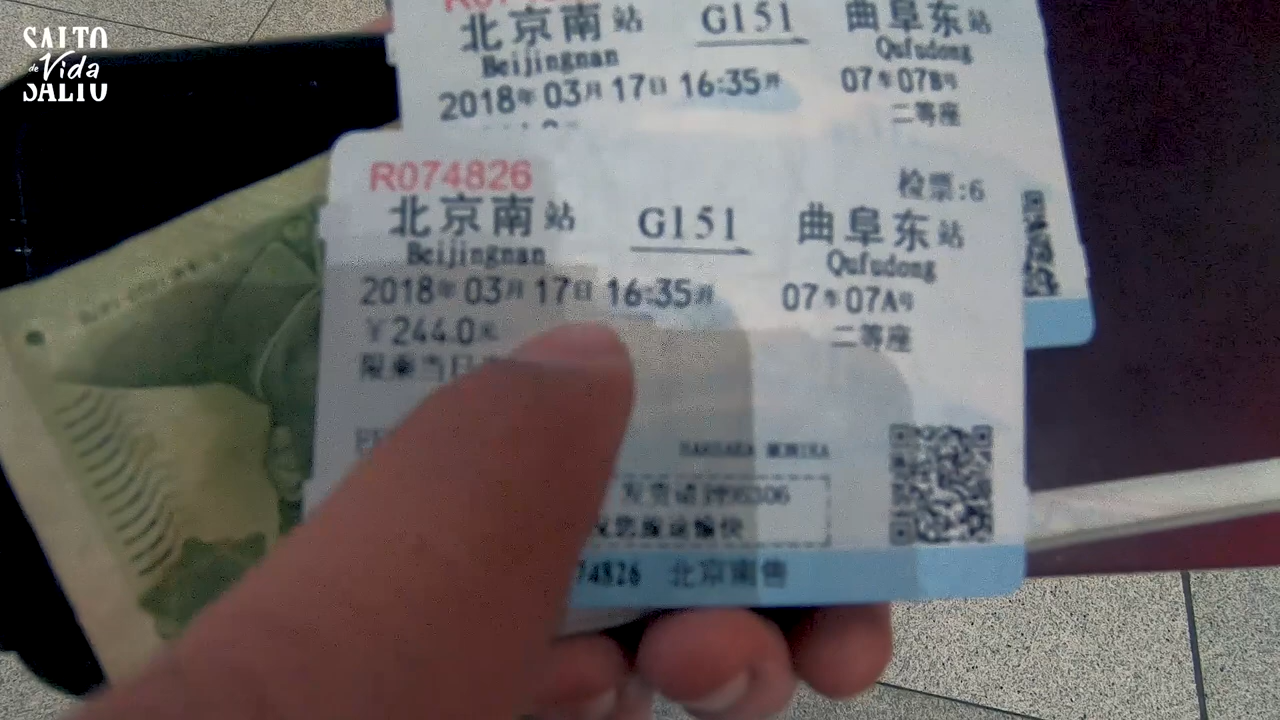 SALTO
de Vida
SALTO
北京南站 G151 曲阜东站
Beijingnan Qufudong
2018年03月17日 16:35开 07车07B号
二等座
R074826 检票:6
北京南站 G151 曲阜东站
Beijingnan Qufudong
2018年03月17日 16:35开 07车07A号
￥244.0元 二等座
限乘当日
74826 北京南售